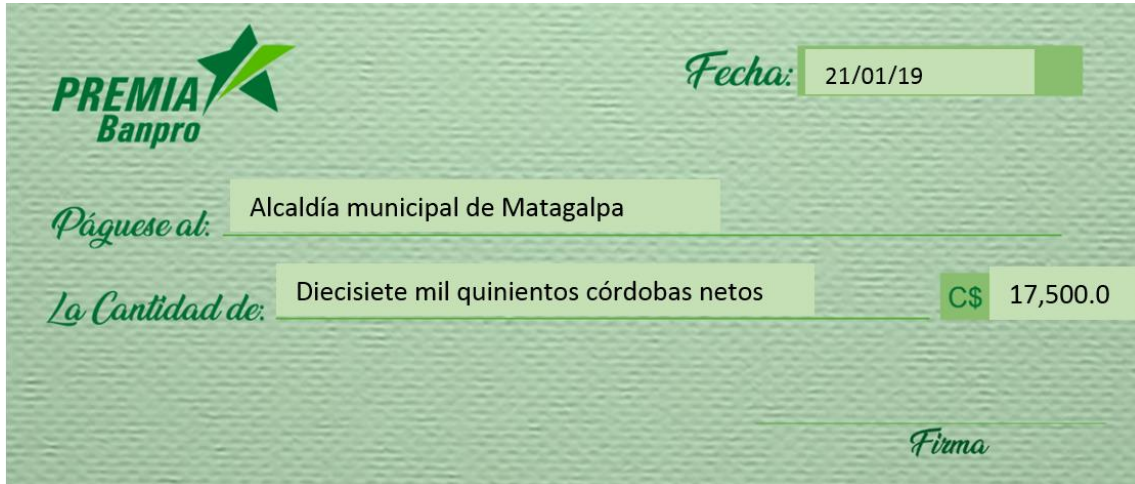 PREMIA
Banpro
Fecha: 21/01/19
Páguese al: Alcaldía municipal de Matagalpa
La Cantidad de: Diecisiete mil quinientos córdobas netos C$ 17,500.0
Firma